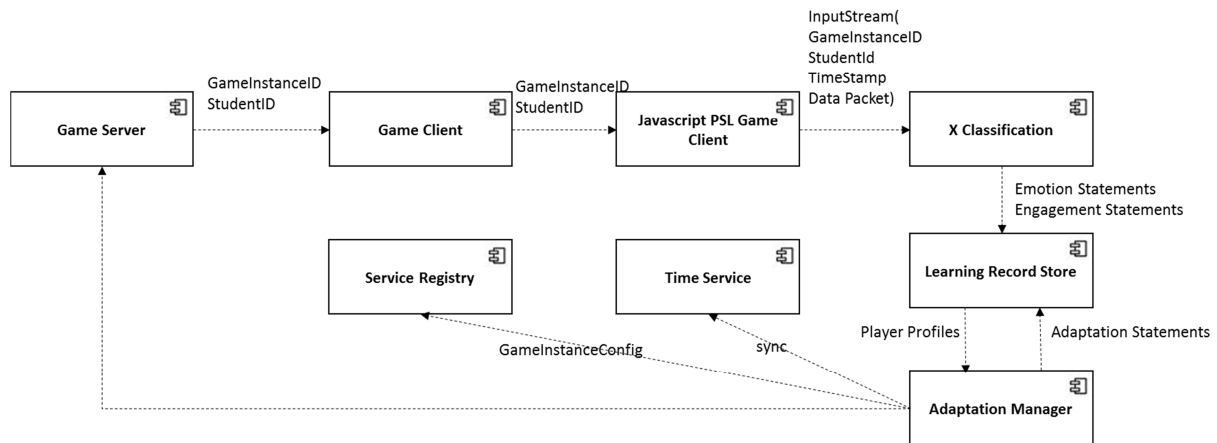 InputStream(
GameInstanceID
StudentId
TimeStamp
Data Packet)
GameInstanceID
StudentID
GameInstanceID
StudentID
Game Server
Game Client
Javascript PSL Game
Client
X Classification
Emotion Statements
Engagement Statements
Service Registry
Time Service
Learning Record Store
Player Profiles
Adaptation Statements
GameInstanceConfig
sync
Adaptation Manager